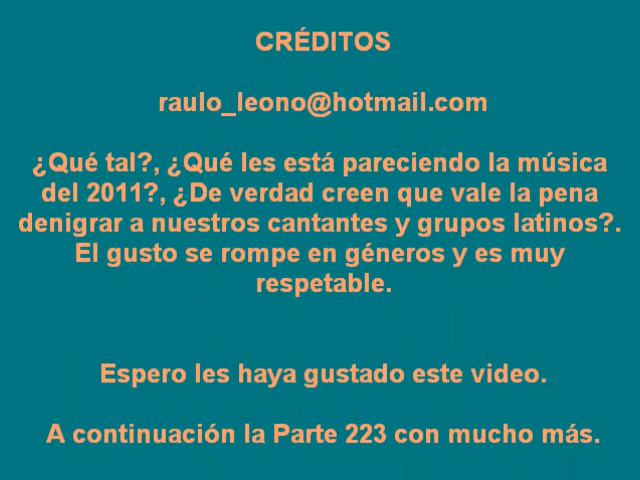 CRÉDITOS
raulo_leono@hotmail.com
¿Qué tal?, ¿Qué les está pareciendo la música
del 2011?, ¿De verdad creen que vale la pena
denigrar a nuestros cantantes y grupos latinos?.
El gusto se rompe en géneros y es muy
respetable.
Espero les haya gustado este video.
A continuación la Parte 223 con mucho más.